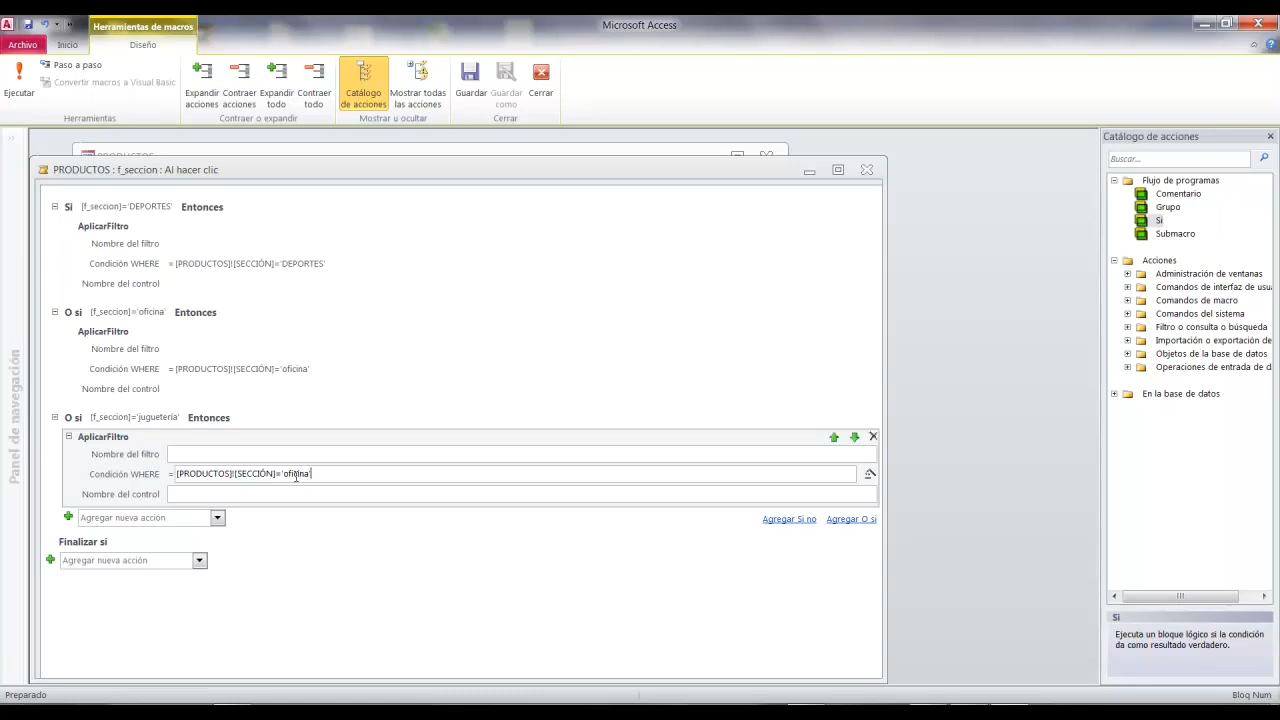 Herramientas de macros
Microsoft Access
Archivo
Inicio
Diseño
Ejecutar
Paso a paso
Convertir macros a Visual Basic
Herramientas
Expandir acciones
Contraer acciones
Expandir todo
Contraer todo
Contraer o expandir
Catálogo de acciones
Mostrar todas las acciones
Mostrar u ocultar
Guardar
Guardar como
Cerrar
Cerrar
Panel de navegación
PRODUCTOS
PRODUCTOS : f_seccion : Al hacer clic
Si [f_seccion]='DEPORTES' Entonces
AplicarFiltro
Nombre del filtro
Condición WHERE = [PRODUCTOS]![SECCIÓN]='DEPORTES'
Nombre del control
O si [f_seccion]='oficina' Entonces
AplicarFiltro
Nombre del filtro
Condición WHERE = [PRODUCTOS]![SECCIÓN]='oficina'
Nombre del control
O si [f_seccion]='juguetería' Entonces
AplicarFiltro
Nombre del filtro
Condición WHERE = [PRODUCTOS]![SECCIÓN]='oficina'
Nombre del control
Agregar nueva acción
Agregar Si no Agregar O si
Finalizar si
Agregar nueva acción
Catálogo de acciones
Buscar...
Flujo de programas
Comentario
Grupo
Si
Submacro
Acciones
Administración de ventanas
Comandos de interfaz de usua
Comandos de macro
Comandos del sistema
Filtro o consulta o búsqueda
Importación o exportación de
Objetos de la base de datos
Operaciones de entrada de d
En la base de datos
Si
Ejecuta un bloque lógico si la condición
da como resultado verdadero.
Preparado
Bloq Num